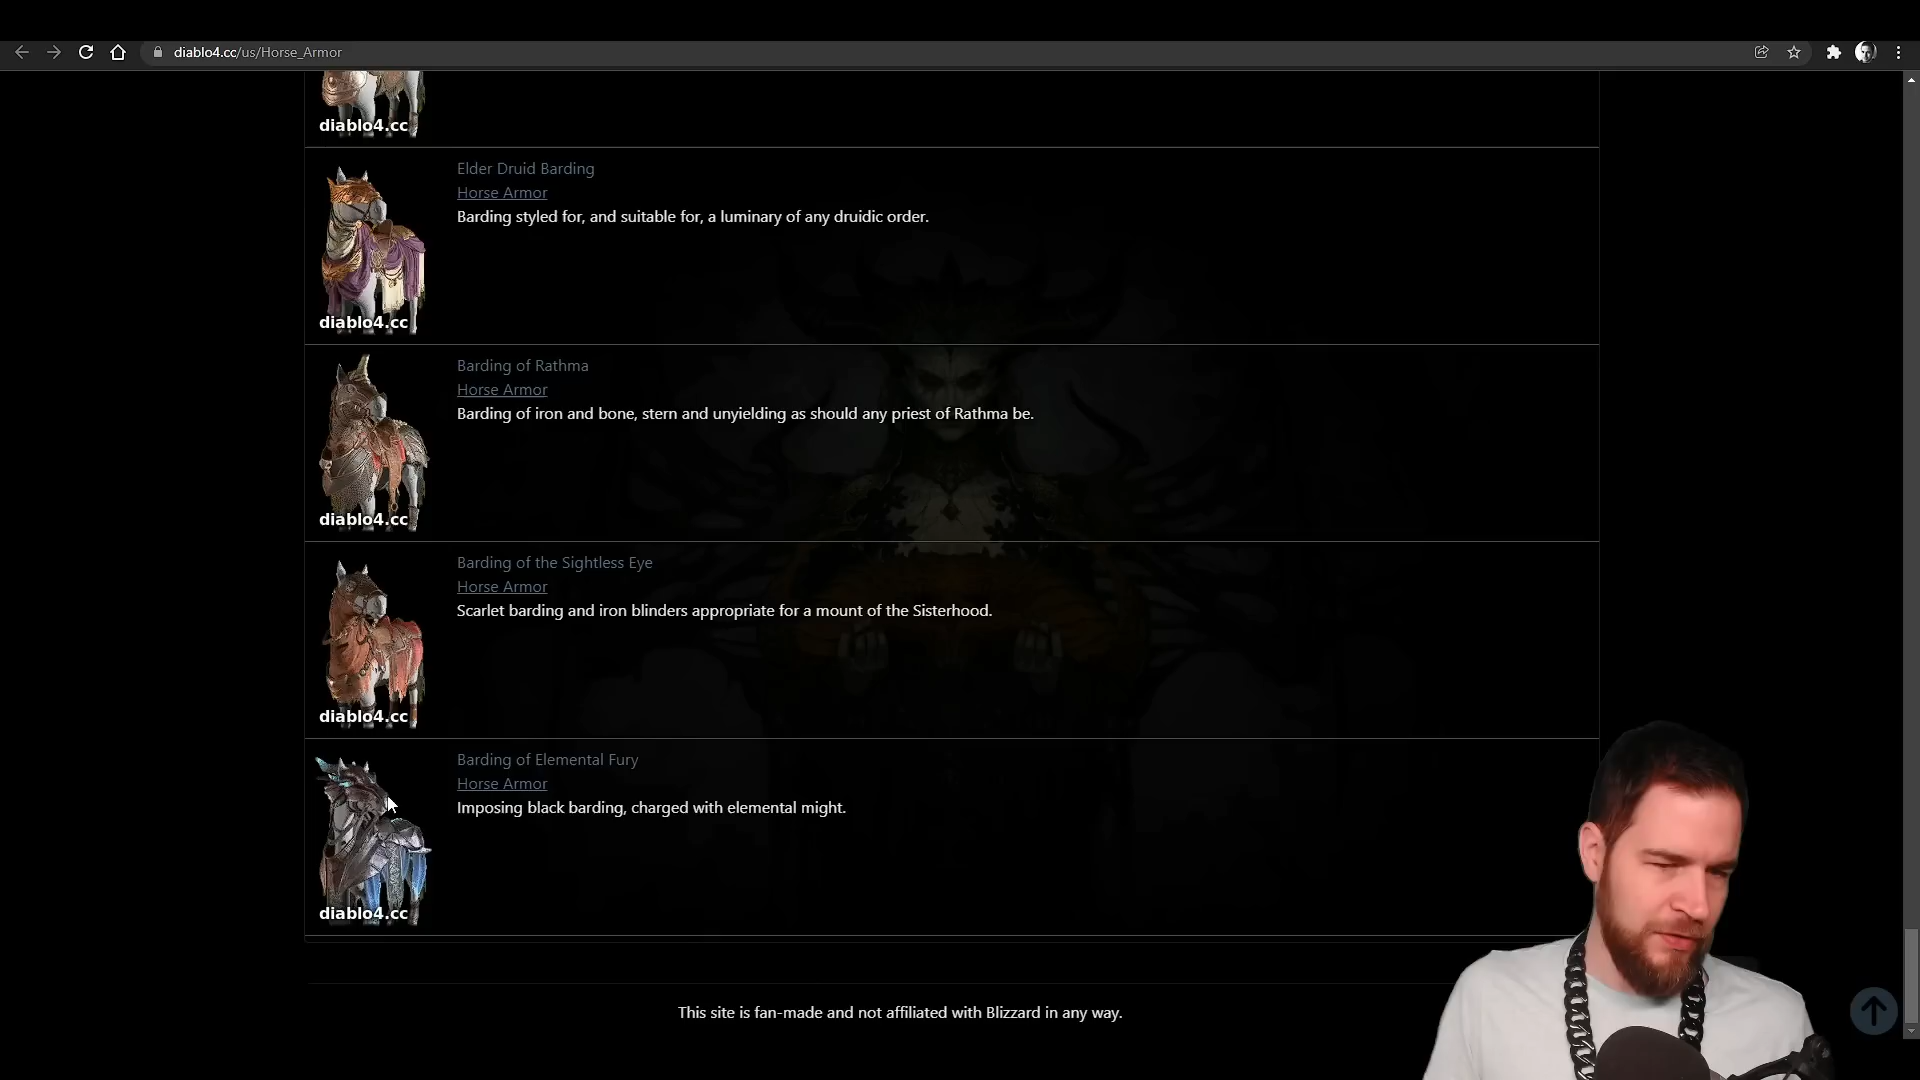 diablo4.cc/us/Horse_Armor
diablo4.cc
Elder Druid Barding
Horse Armor
Barding styled for, and suitable for, a luminary of any druidic order.
diablo4.cc
Barding of Rathma
Horse Armor
Barding of iron and bone, stern and unyielding as should any priest of Rathma be.
diablo4.cc
Barding of the Sightless Eye
Horse Armor
Scarlet barding and iron blinders appropriate for a mount of the Sisterhood.
diablo4.cc
Barding of Elemental Fury
Horse Armor
Imposing black barding, charged with elemental might.
diablo4.cc
This site is fan-made and not affiliated with Blizzard in any way.